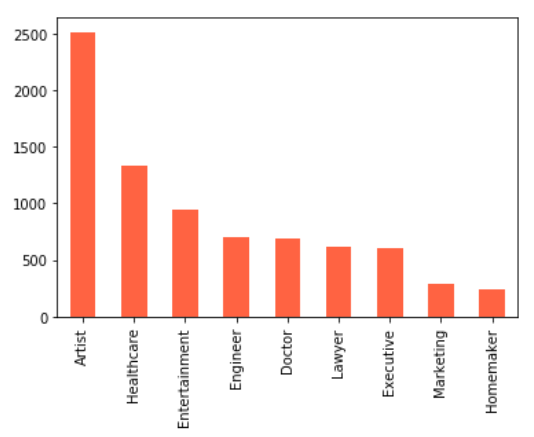 2500
2000
1500
1000
500
0
Artist
Healthcare
Entertainment
Engineer
Doctor
Lawyer
Executive
Marketing
Homemaker